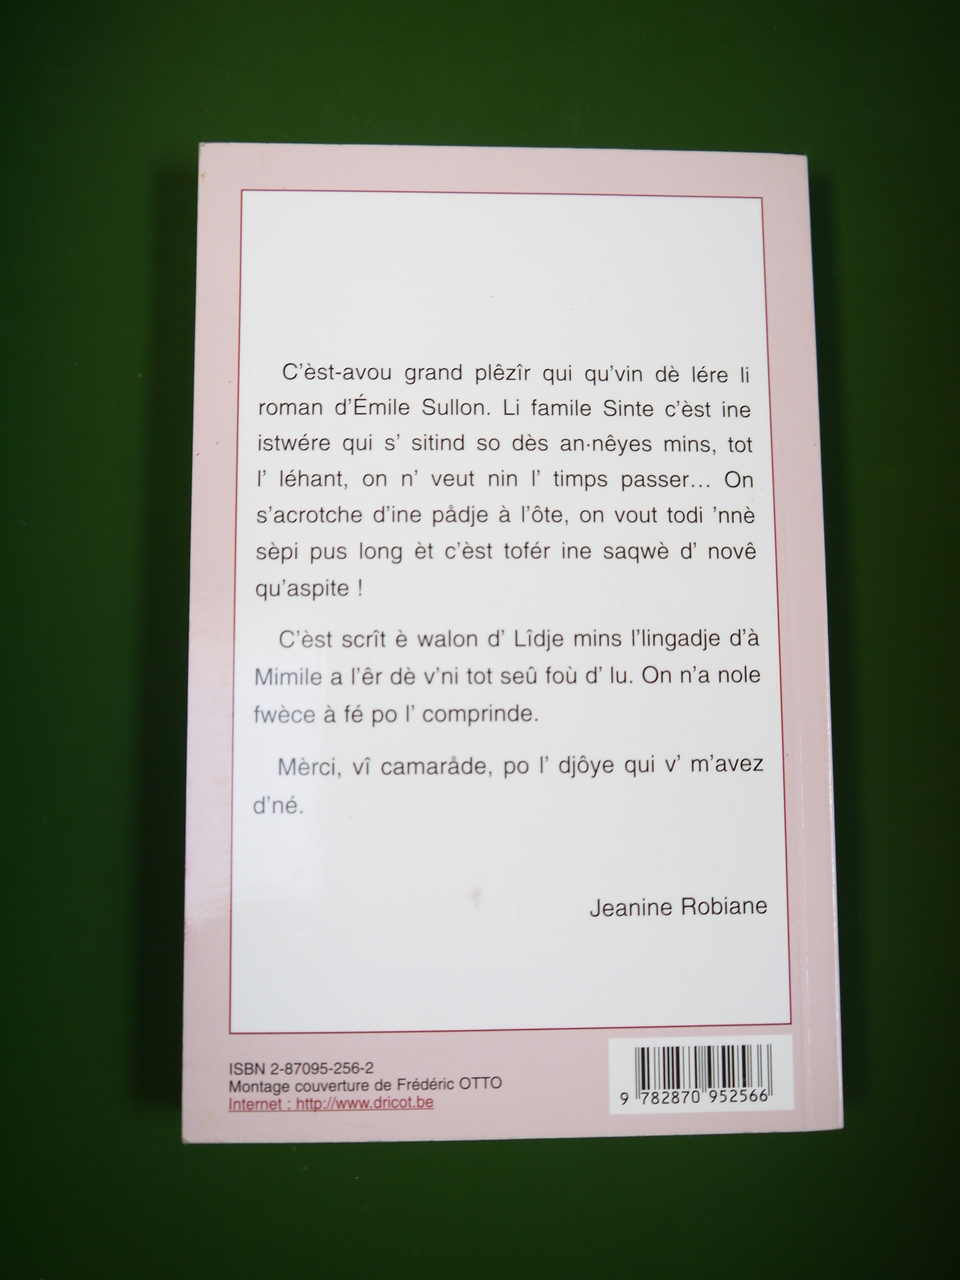 C'èst-avou grand plêzîr qui qu'vin dè lére li
roman d'Émile Sullon. Li famile Sinte c'èst ine
istwére qui s' sitind so dès an·nêyes mins, tot
l' léhant, on n' veut nin l' timps passer... On
s'acrotche d'ine pådje à l'ôte, on vout todi 'nnè
sèpi pus long èt c'èst tofér ine saqwè d' novê
qu'aspite !
C'èst scrît è walon d' Lîdje mins l'lingadje d'à
Mimile a l'êr dè v'ni tot seû foù d' lu. On n'a nole
fwèce à fé po l' comprinde.
Mèrci, vî camaråde, po l' djôye qui v' m'avez
d'né.
Jeanine Robiane
ISBN 2-87095-256-2
Montage couverture de Frédéric OTTO
Internet : http://www.dricot.be
9 782870 952566